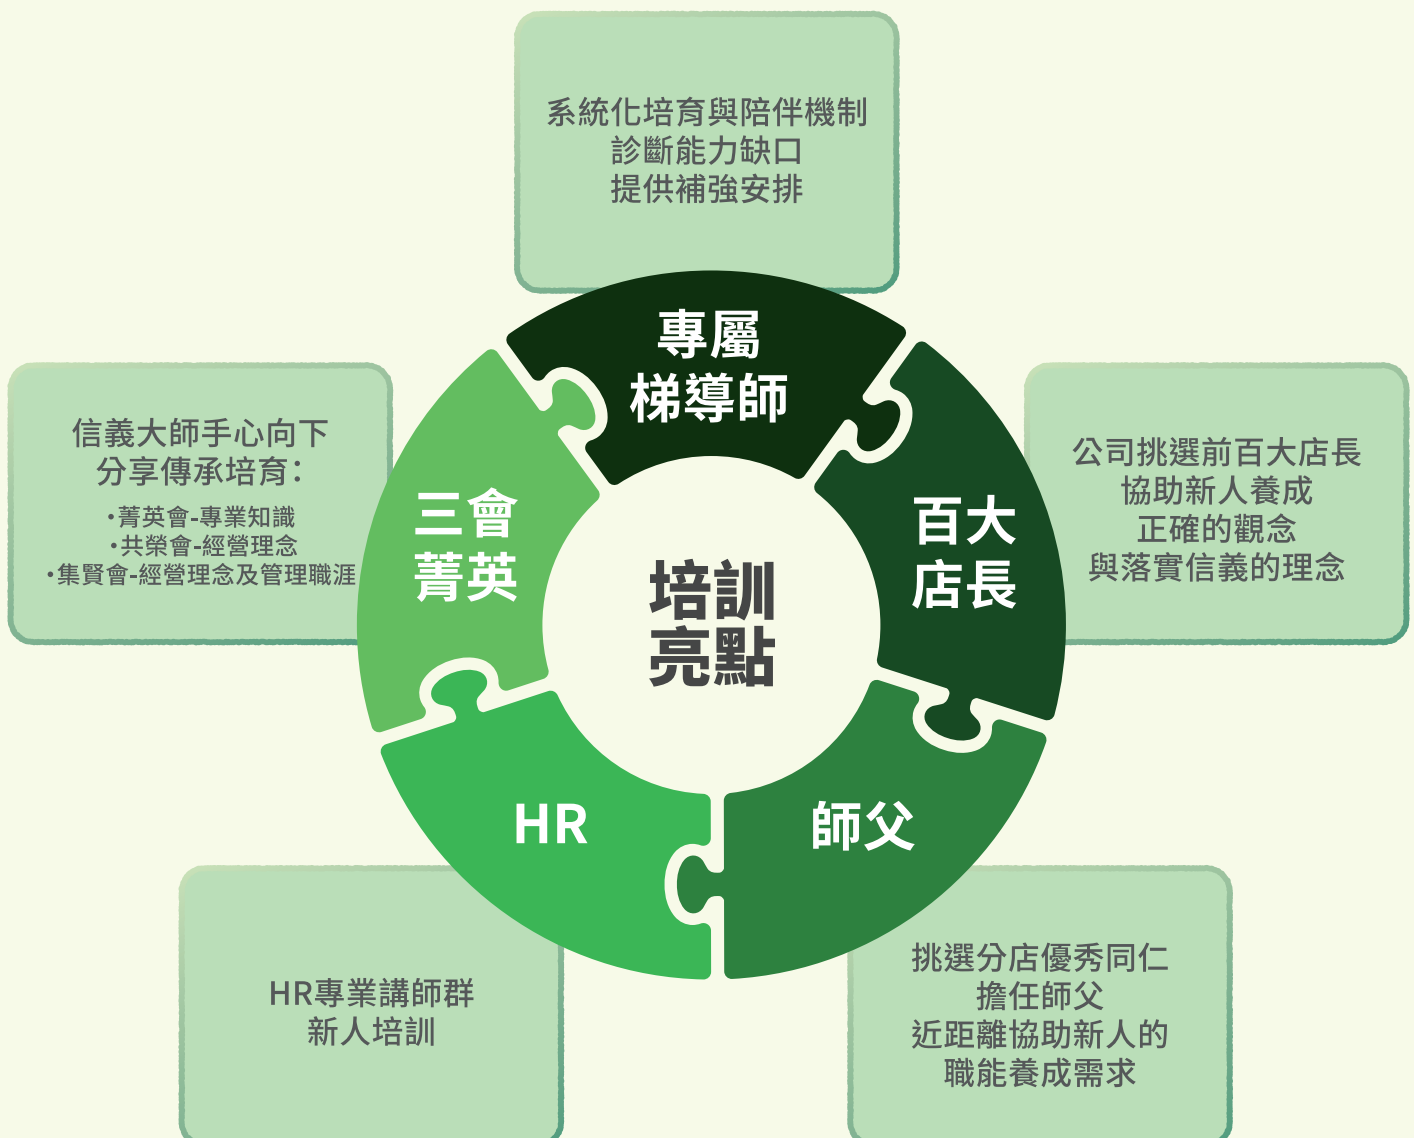 系統化培育與陪伴機制
診斷能力缺口
提供補強安排
專屬
梯導師
信義大師手心向下
分享傳承培育：
•菁英會-專業知識
•共榮會-經營理念
•集賢會-經營理念及管理職涯
三會
菁英
百大
店長
公司挑選前百大店長
協助新人養成
正確的觀念
與落實信義的理念
培訓
亮點
HR
師父
HR專業講師群
新人培訓
挑選分店優秀同仁
擔任師父
近距離協助新人的
職能養成需求